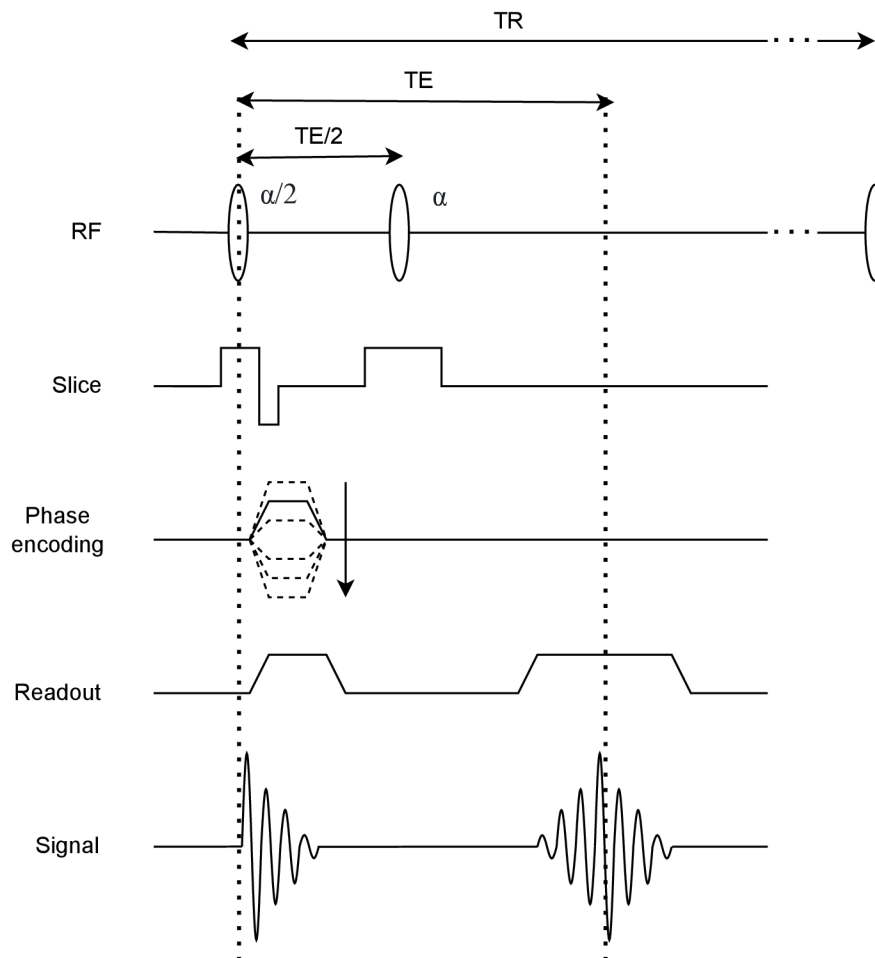 TR
TE
TE/2
α/2
α
RF
Slice
Phase
encoding
Readout
Signal